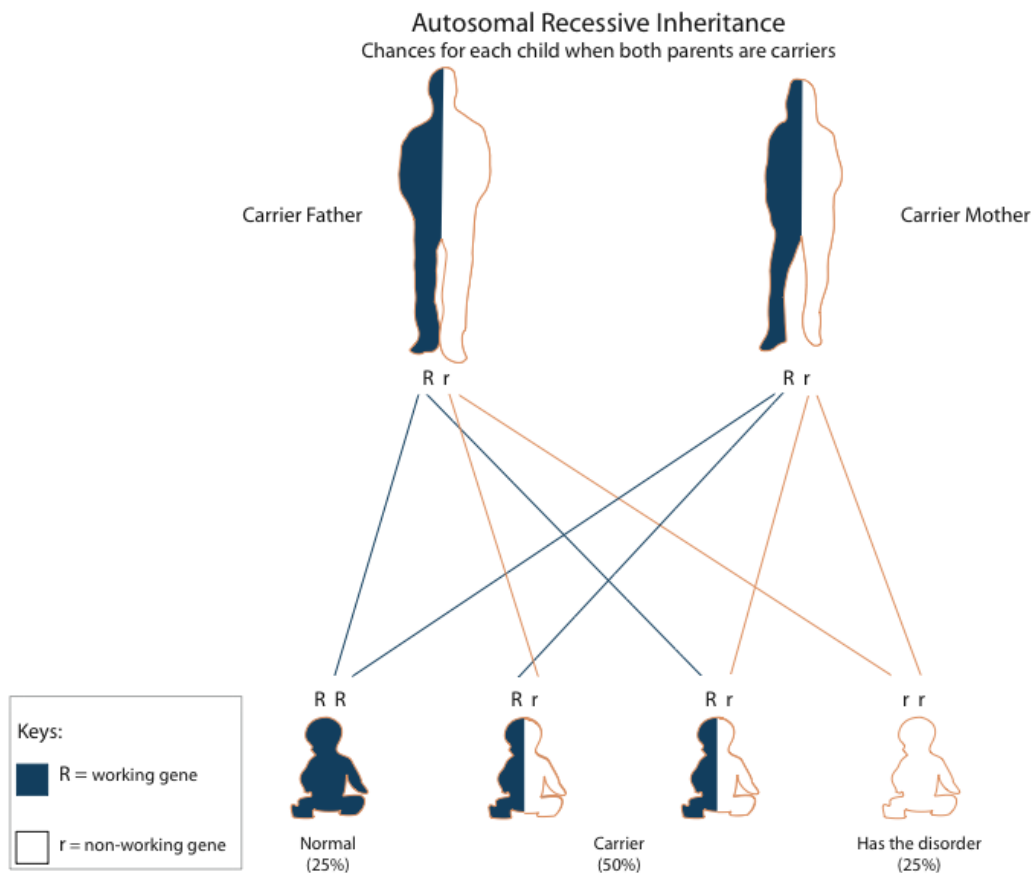 Autosomal Recessive Inheritance
Chances for each child when both parents are carriers
Carrier Father
Carrier Mother
R r
R r
R R
R r
R r
r r
Keys:
R = working gene
r = non-working gene
Normal
(25%)
Carrier
(50%)
Has the disorder
(25%)